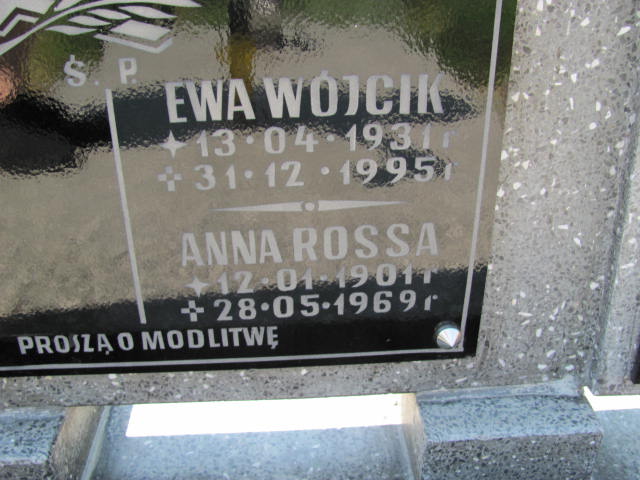 Ś. P.
EWA WÓJCIK
13·04·1931r
31·12·1995r
ANNA ROSSA
12·01·1901r
28·05·1969r
PROSZĄ O MODLITWĘ